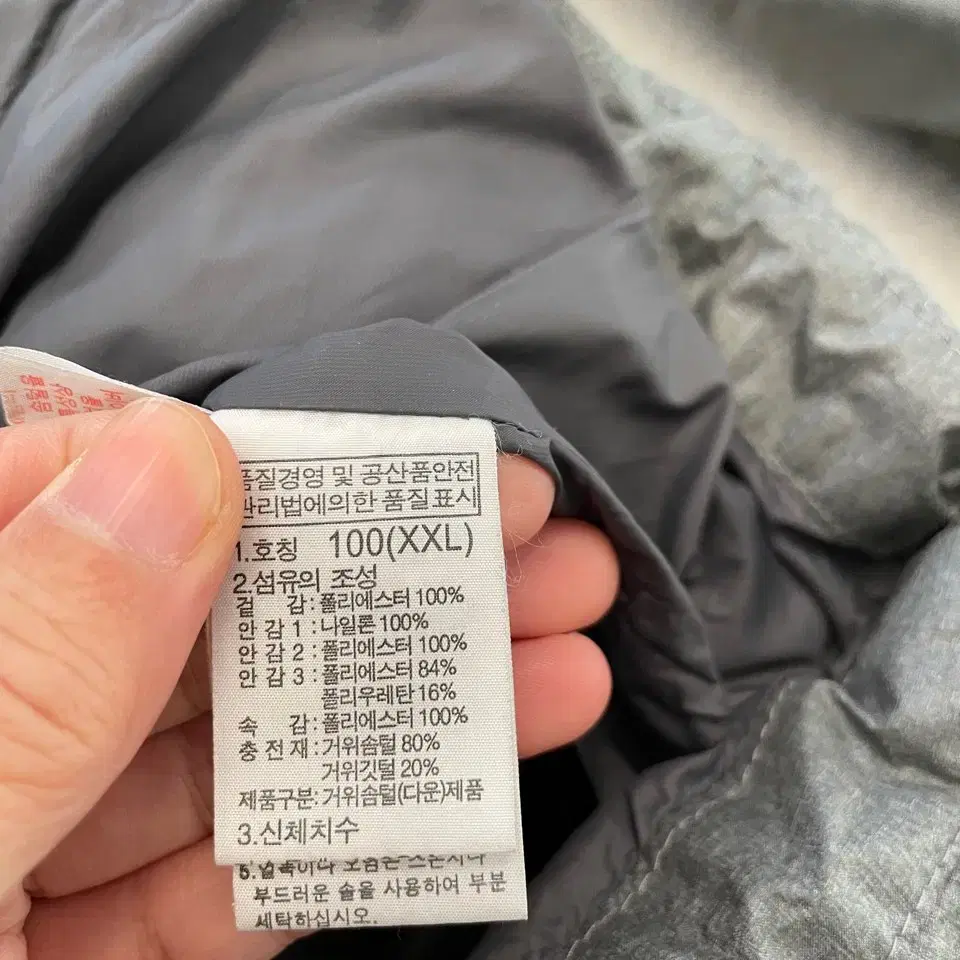 품질경영 및 공산품안전
관리법에의한 품질표시
1.호칭 100(XXL)
2.섬유의 조성
겉 감:폴리에스터 100%
안 감 1 :나일론 100%
안 감 2 :폴리에스터 100%
안 감 3 :폴리에스터 84%
폴리우레탄 16%
속 감:폴리에스터 100%
충 전 재:거위솜털 80%
거위깃털 20%
제품구분:거위솜털(다운)제품
3.신체치수
부드러운 솔을 사용하여 부분
세탁하십시오.